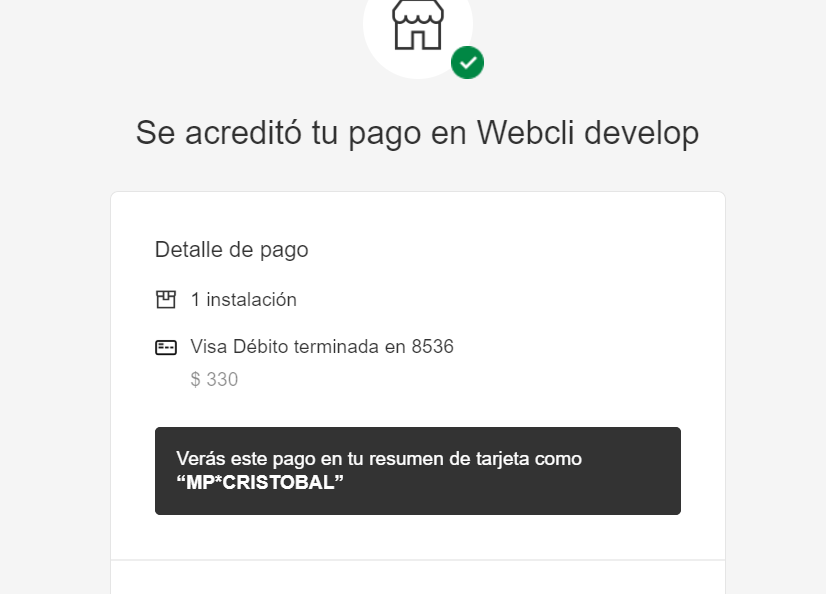 Se acreditó tu pago en Webcli develop
Detalle de pago
1 instalación
Visa Débito terminada en 8536
$ 330
Verás este pago en tu resumen de tarjeta como
“MP*CRISTOBAL”